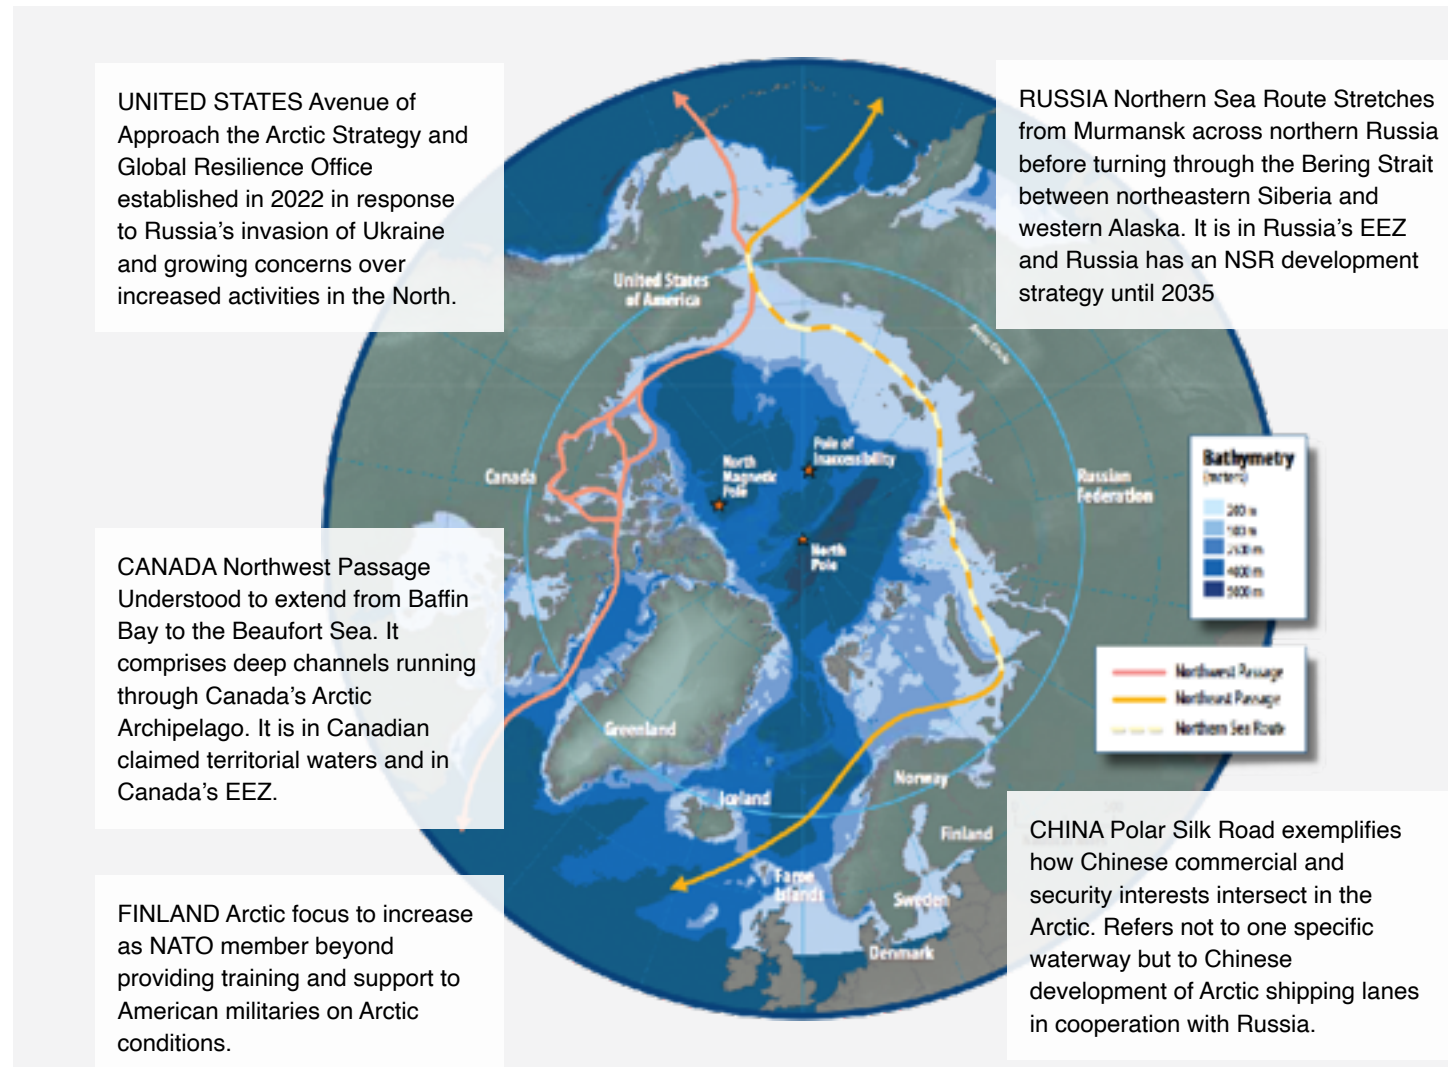 UNITED STATES Avenue of
Approach the Arctic Strategy and
Global Resilience Office
established in 2022 in response
to Russia’s invasion of Ukraine
and growing concerns over
increased activities in the North.
RUSSIA Northern Sea Route Stretches
from Murmansk across northern Russia
before turning through the Bering Strait
between northeastern Siberia and
western Alaska. It is in Russia’s EEZ
and Russia has an NSR development
strategy until 2035
United States
of America
Arctic Circle
Canada
North
Magnetic
Pole
Pole of
Inaccessibility
North
Pole
Russian
Federation
Bathymetry
(meters)
200 m
4000 m
5000 m
CANADA Northwest Passage
Understood to extend from Baffin
Bay to the Beaufort Sea. It
comprises deep channels running
through Canada’s Arctic
Archipelago. It is in Canadian
claimed territorial waters and in
Canada’s EEZ.
Northwest Passage
Northeast Passage
Northern Sea Route
Greenland
Iceland
Norway
Finland
Faroe
Islands
Sweden
Denmark
FINLAND Arctic focus to increase
as NATO member beyond
providing training and support to
American militaries on Arctic
conditions.
CHINA Polar Silk Road exemplifies
how Chinese commercial and
security interests intersect in the
Arctic. Refers not to one specific
waterway but to Chinese
development of Arctic shipping lanes
in cooperation with Russia.